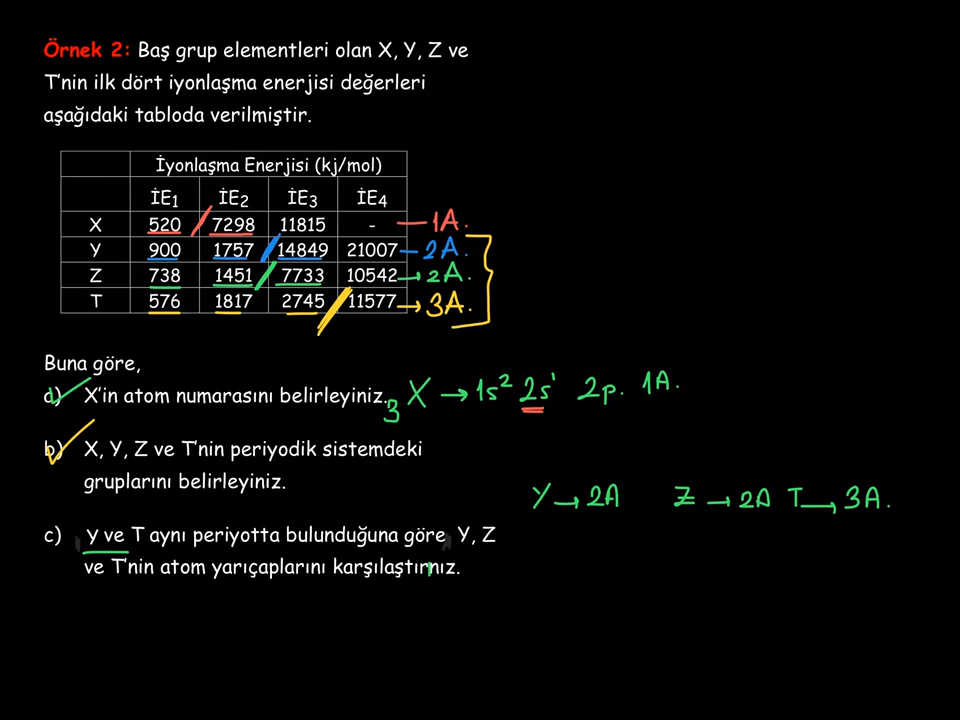 Örnek 2: Baş grup elementleri olan X, Y, Z ve
T'nin ilk dört iyonlaşma enerjisi değerleri
aşağıdaki tabloda verilmiştir.
İyonlaşma Enerjisi (kj/mol)
İE1 İE2 İE3 İE4
X 520 7298 11815 - 1A.
Y 900 1757 14849 21007 2A.
Z 738 1451 7733 10542 → 2A.
T 576 1817 2745 11577 → 3A.
Buna göre,
a) X'in atom numarasını belirleyiniz. 3X → 1s² 2s¹ 2p. 1A.
b) X, Y, Z ve T'nin periyodik sistemdeki
gruplarını belirleyiniz.
Y → 2A Z → 2A T → 3A.
c) Y ve T aynı periyotta bulunduğuna göre, Y, Z
ve T'nin atom yarıçaplarını karşılaştırınız.